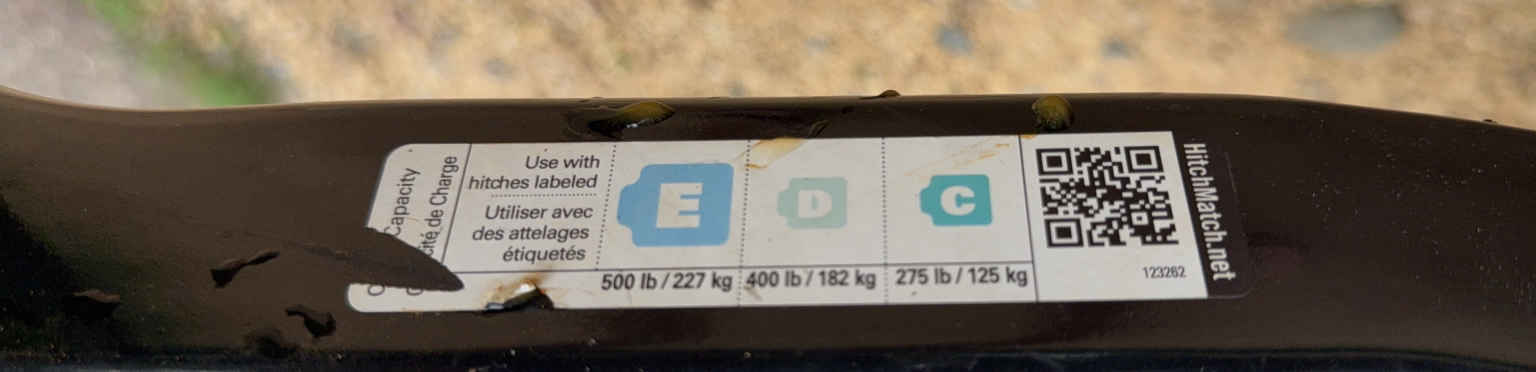 Capacity
de Charge
Use with
hitches labeled
Utiliser avec
des attelages
étiquetés
E
D
C
500 lb / 227 kg
400 lb / 182 kg
275 lb / 125 kg
123262
HitchMatch.net